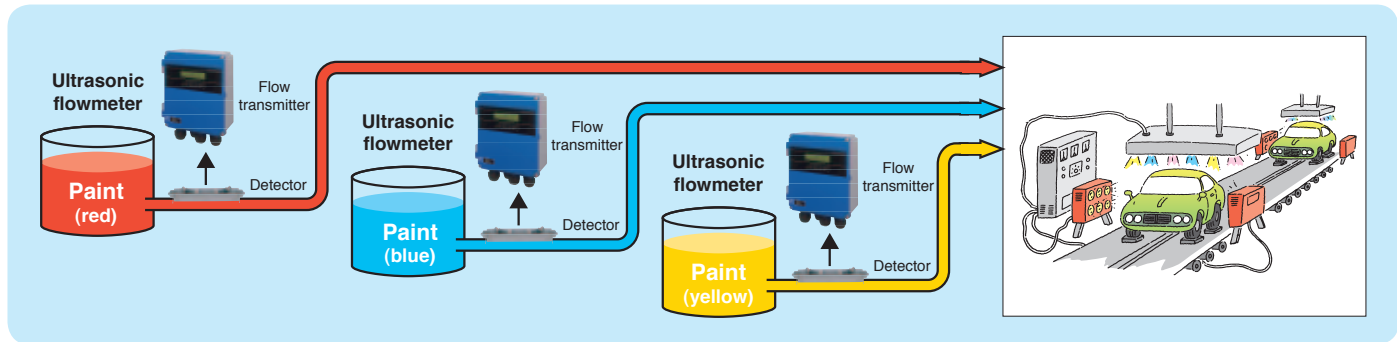 Ultrasonic
flowmeter
Flow
transmitter
Detector
Paint
(red)
Ultrasonic
flowmeter
Flow
transmitter
Detector
Paint
(blue)
Ultrasonic
flowmeter
Flow
transmitter
Detector
Paint
(yellow)